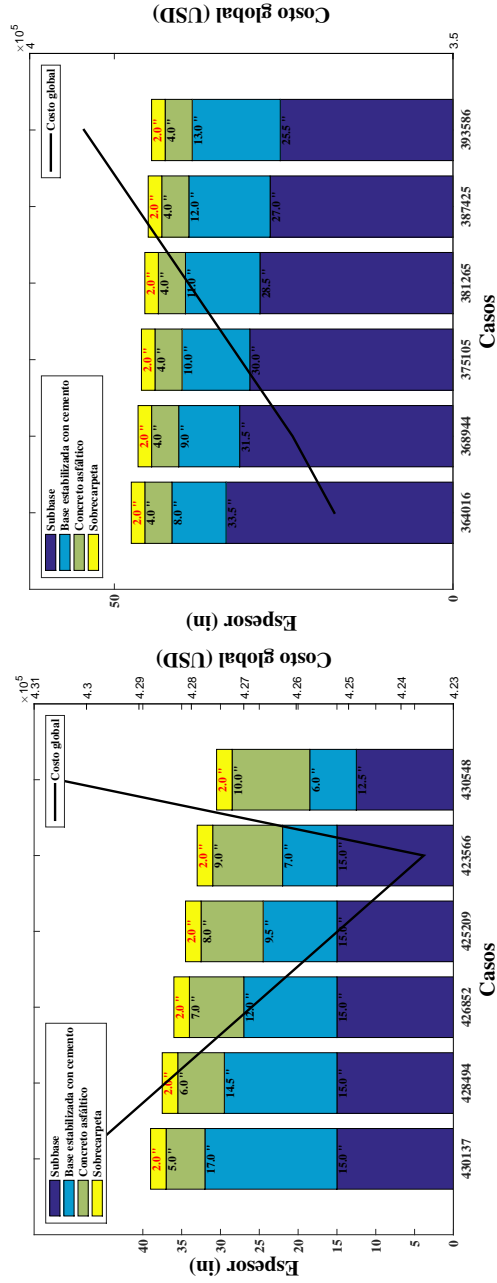 Subbase
Base estabilizada con cemento
Concreto asfáltico
Sobrecarpeta
Costo global
×10⁵
4.31
4.3
4.29
4.28
4.27
4.26
4.25
4.24
4.23
Costo global (USD)
40
35
30
25
20
15
10
5
0
Espesor (in)
2.0 " 2.0 " 2.0 " 2.0 " 2.0 " 2.0 "
5.0 " 6.0 " 7.0 " 8.0 " 9.0 " 10.0 "
17.0 " 14.5 " 12.0 " 9.5 " 7.0 " 6.0 "
15.0 " 15.0 " 15.0 " 15.0 " 15.0 " 12.5 "
430137 428494 426852 425209 423566 430548
Casos
Subbase
Base estabilizada con cemento
Concreto asfáltico
Sobrecarpeta
Costo global
×10⁵
4
3.5
Costo global (USD)
50
0
Espesor (in)
2.0 " 2.0 " 2.0 " 2.0 " 2.0 " 2.0 "
4.0 " 4.0 " 4.0 " 4.0 " 4.0 " 4.0 "
8.0 " 9.0 " 10.0 " 11.0 " 12.0 " 13.0 "
33.5 " 31.5 " 30.0 " 28.5 " 27.0 " 25.5 "
364016 368944 375105 381265 387425 393586
Casos